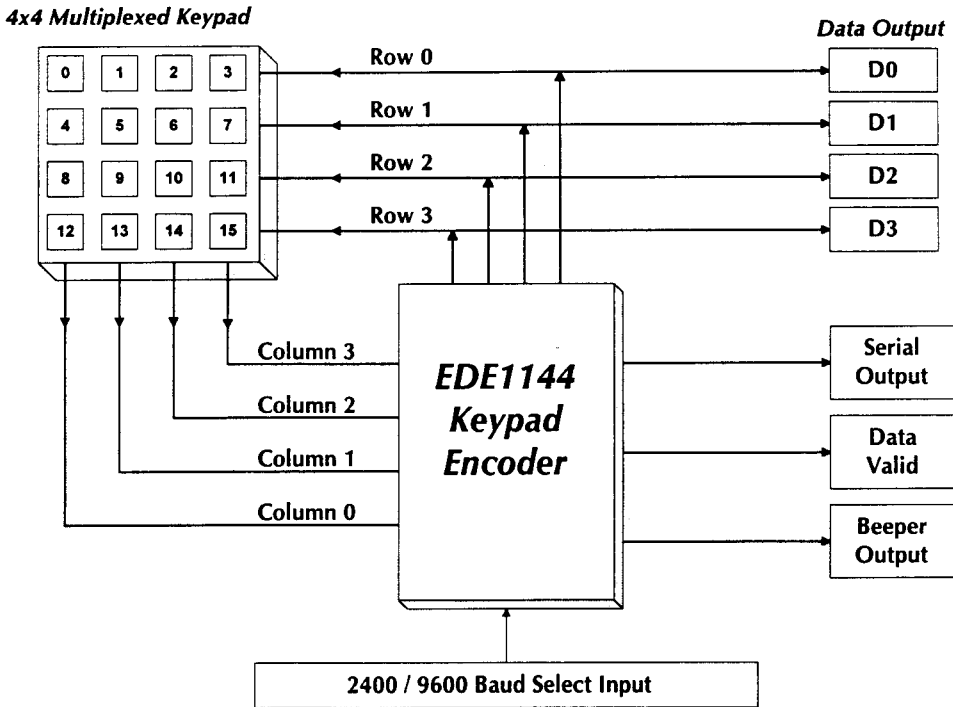 4x4 Multiplexed Keypad
Data Output
0 1 2 3
Row 0
D0
4 5 6 7
Row 1
D1
8 9 10 11
Row 2
D2
12 13 14 15
Row 3
D3
Column 3
Column 2
Column 1
Column 0
EDE1144
Keypad
Encoder
Serial
Output
Data
Valid
Beeper
Output
2400 / 9600 Baud Select Input